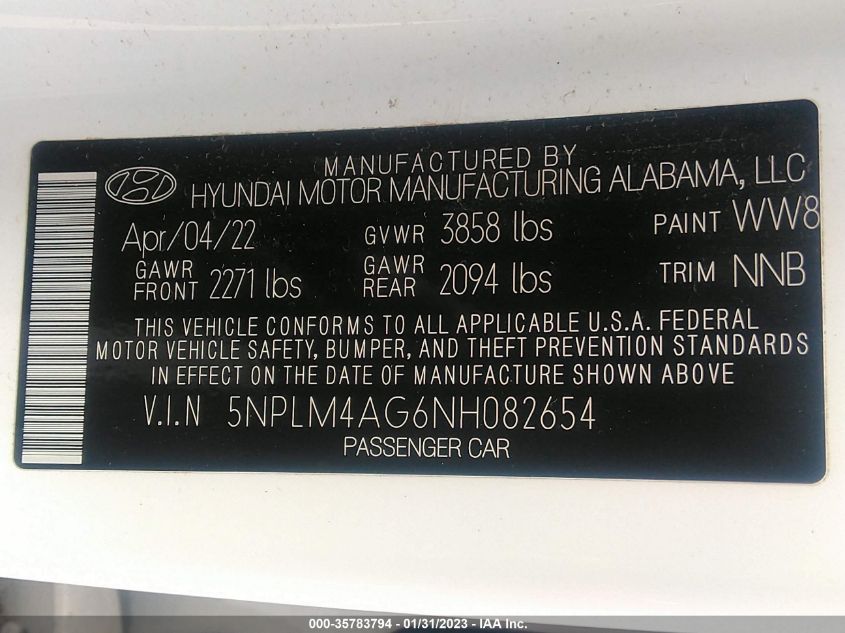 MANUFACTURED BY
HYUNDAI MOTOR MANUFACTURING ALABAMA, LLC
Apr/04/22 GVWR 3858 lbs PAINT WW8
GAWR FRONT 2271 lbs GAWR REAR 2094 lbs TRIM NNB
THIS VEHICLE CONFORMS TO ALL APPLICABLE U.S.A. FEDERAL
MOTOR VEHICLE SAFETY, BUMPER, AND THEFT PREVENTION STANDARDS
IN EFFECT ON THE DATE OF MANUFACTURE SHOWN ABOVE
V.I.N 5NPLM4AG6NH082654
PASSENGER CAR
000-35783794 - 01/31/2023 - IAA Inc.